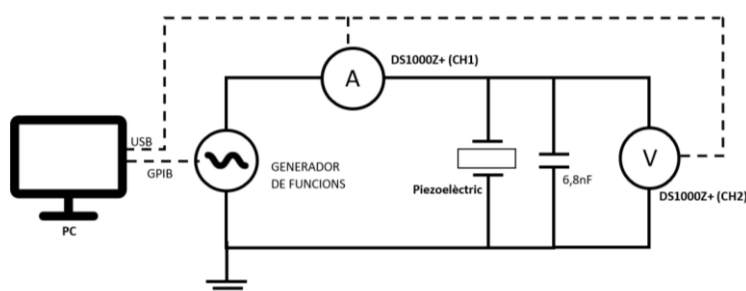 A
DS1000Z+ (CH1)
USB
GPIB
PC
GENERADOR
DE FUNCIONS
Piezoelèctric
6,8nF
V
DS1000Z+ (CH2)